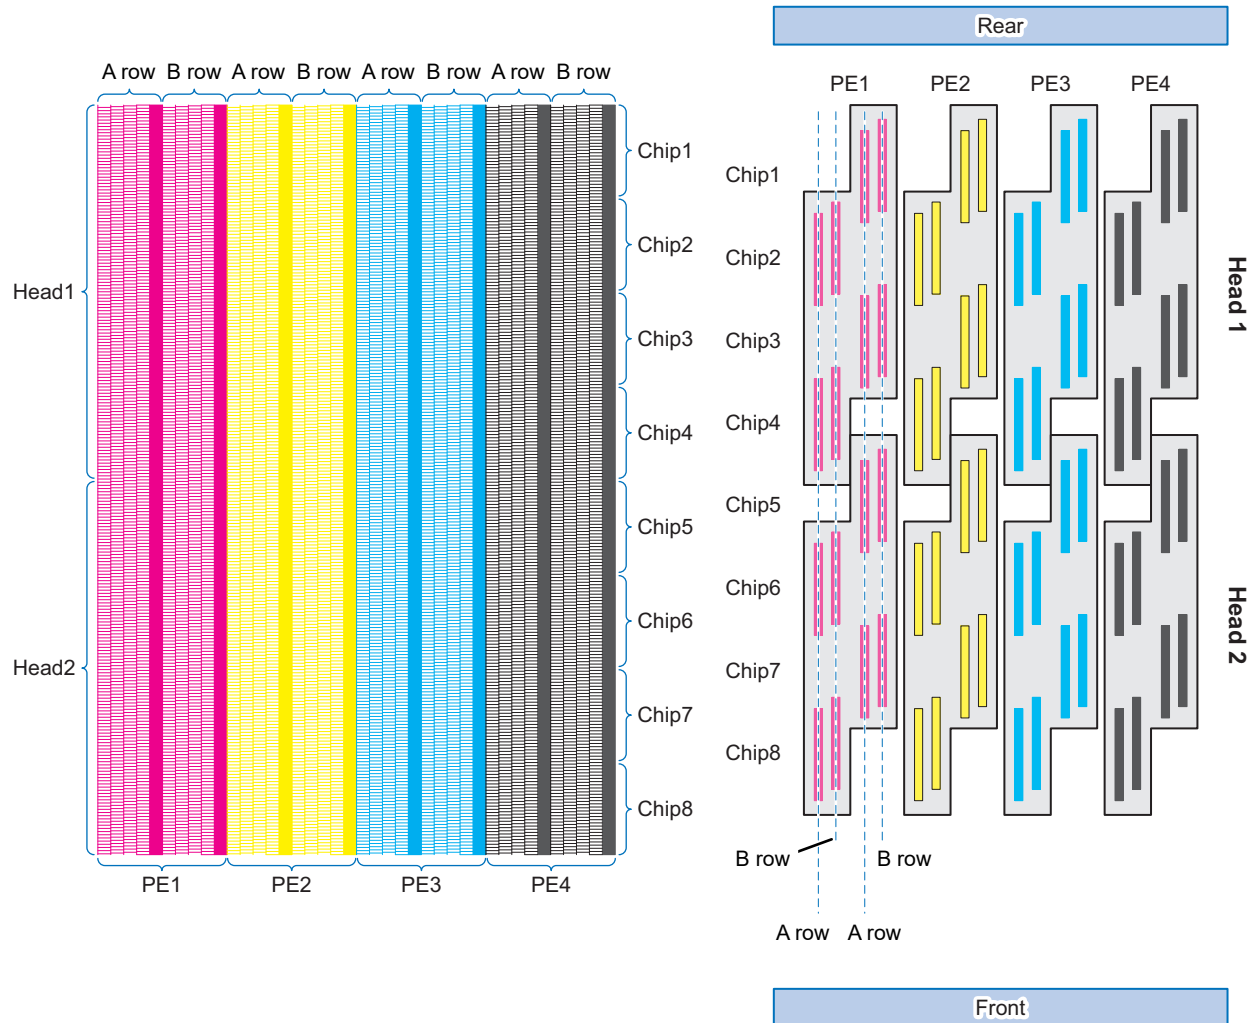 Rear
A row B row A row B row A row B row A row B row
PE1 PE2 PE3 PE4
Chip1
Chip2
Chip3
Chip4
Chip5
Chip6
Chip7
Chip8
Head1
Head2
PE1 PE2 PE3 PE4
Chip1
Chip2
Chip3
Chip4
Chip5
Chip6
Chip7
Chip8
Head 1
Head 2
B row B row
A row A row
Front